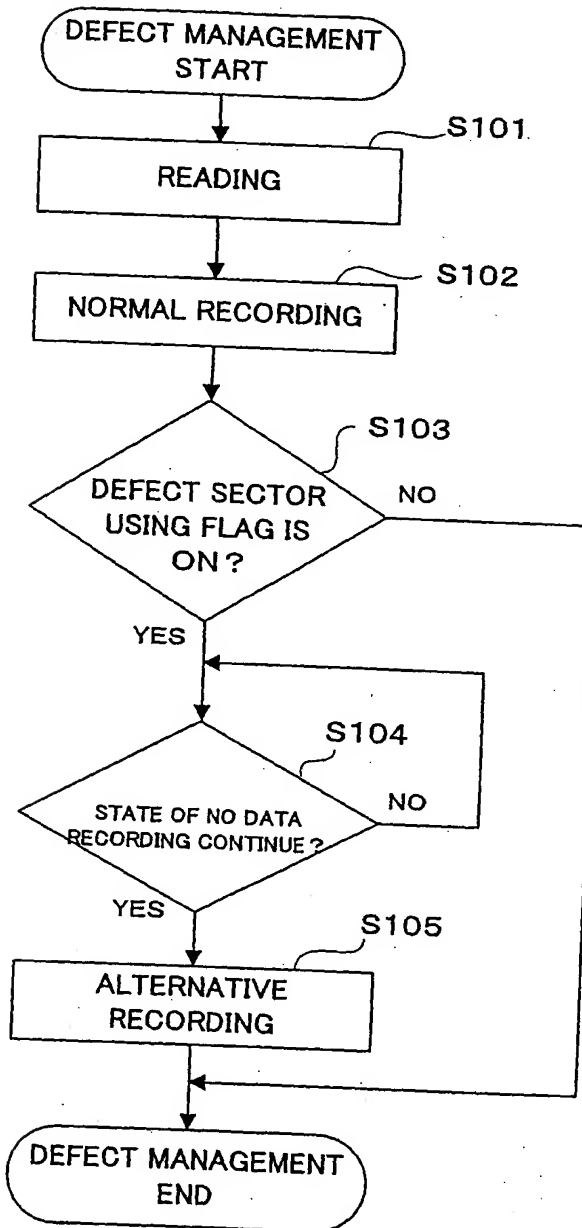 DEFECT MANAGEMENT
START
S101
READING
S102
NORMAL RECORDING
S103
DEFECT SECTOR
USING FLAG IS
ON?
NO
YES
S104
STATE OF NO DATA
RECORDING CONTINUE?
NO
YES
S105
ALTERNATIVE
RECORDING
DEFECT MANAGEMENT
END